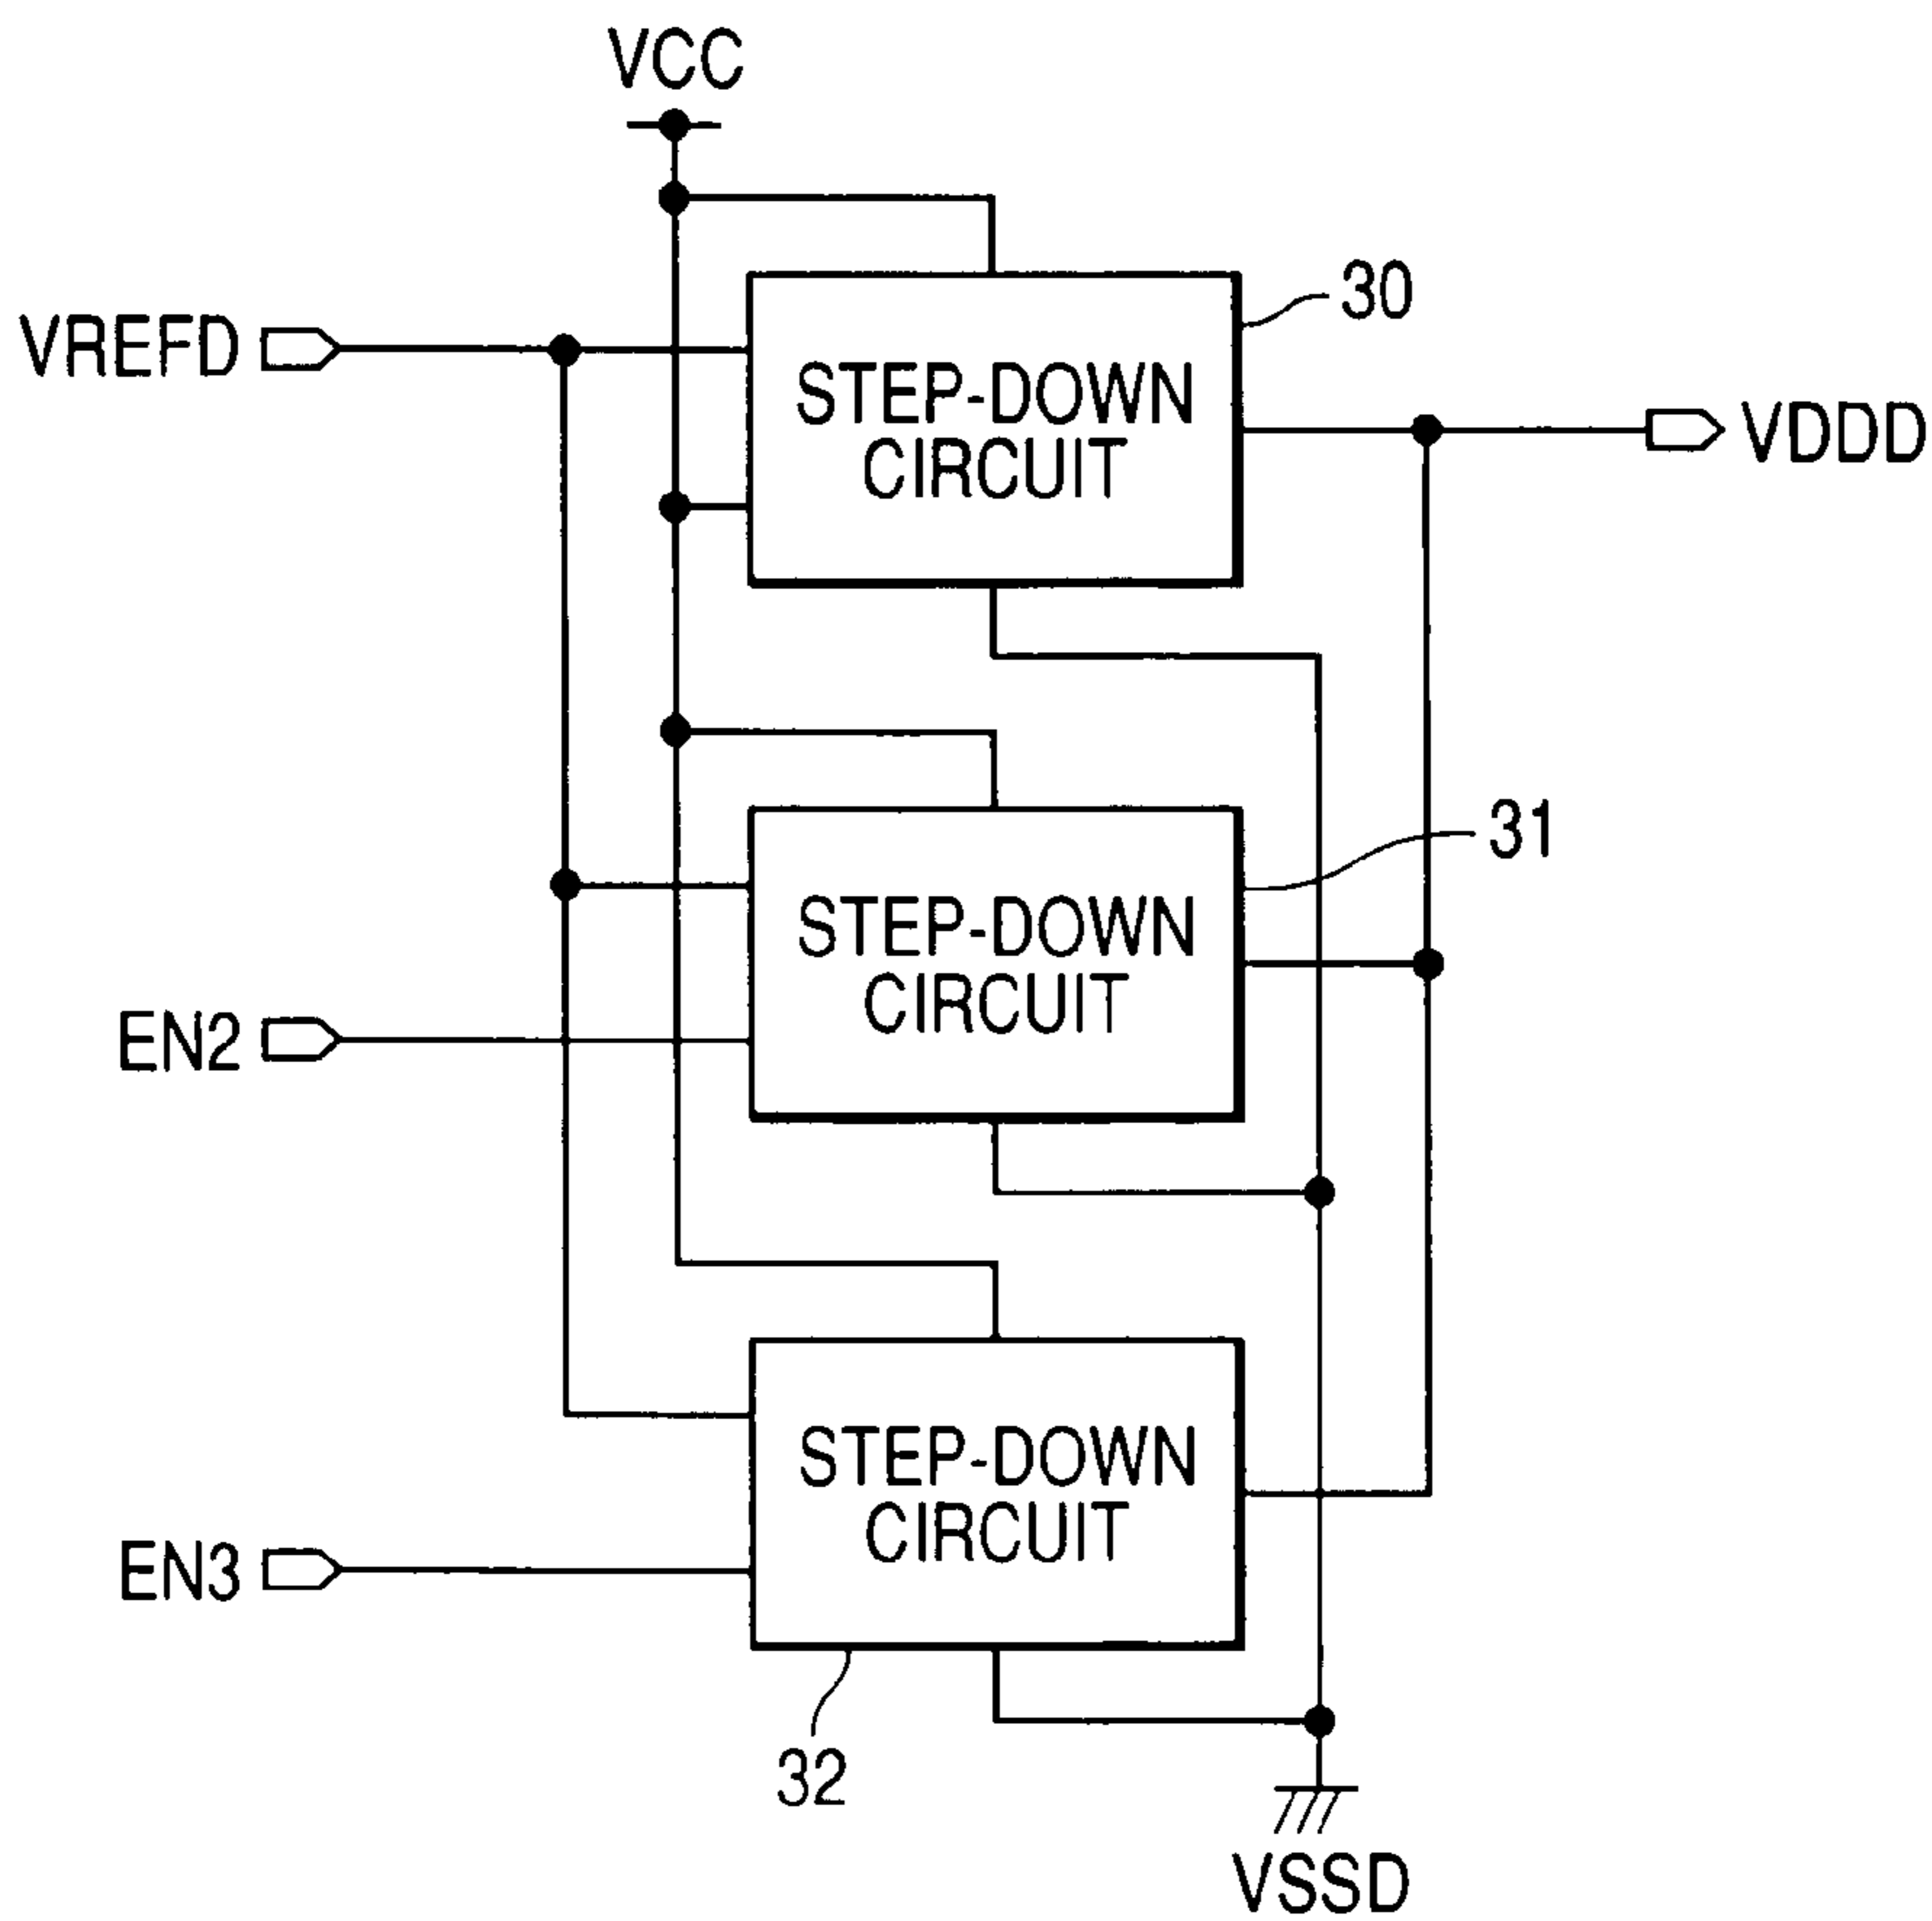 VCC
30
VREFD
STEP-DOWN
CIRCUIT
VDDD
31
STEP-DOWN
CIRCUIT
EN2
STEP-DOWN
CIRCUIT
EN3
32
VSSD